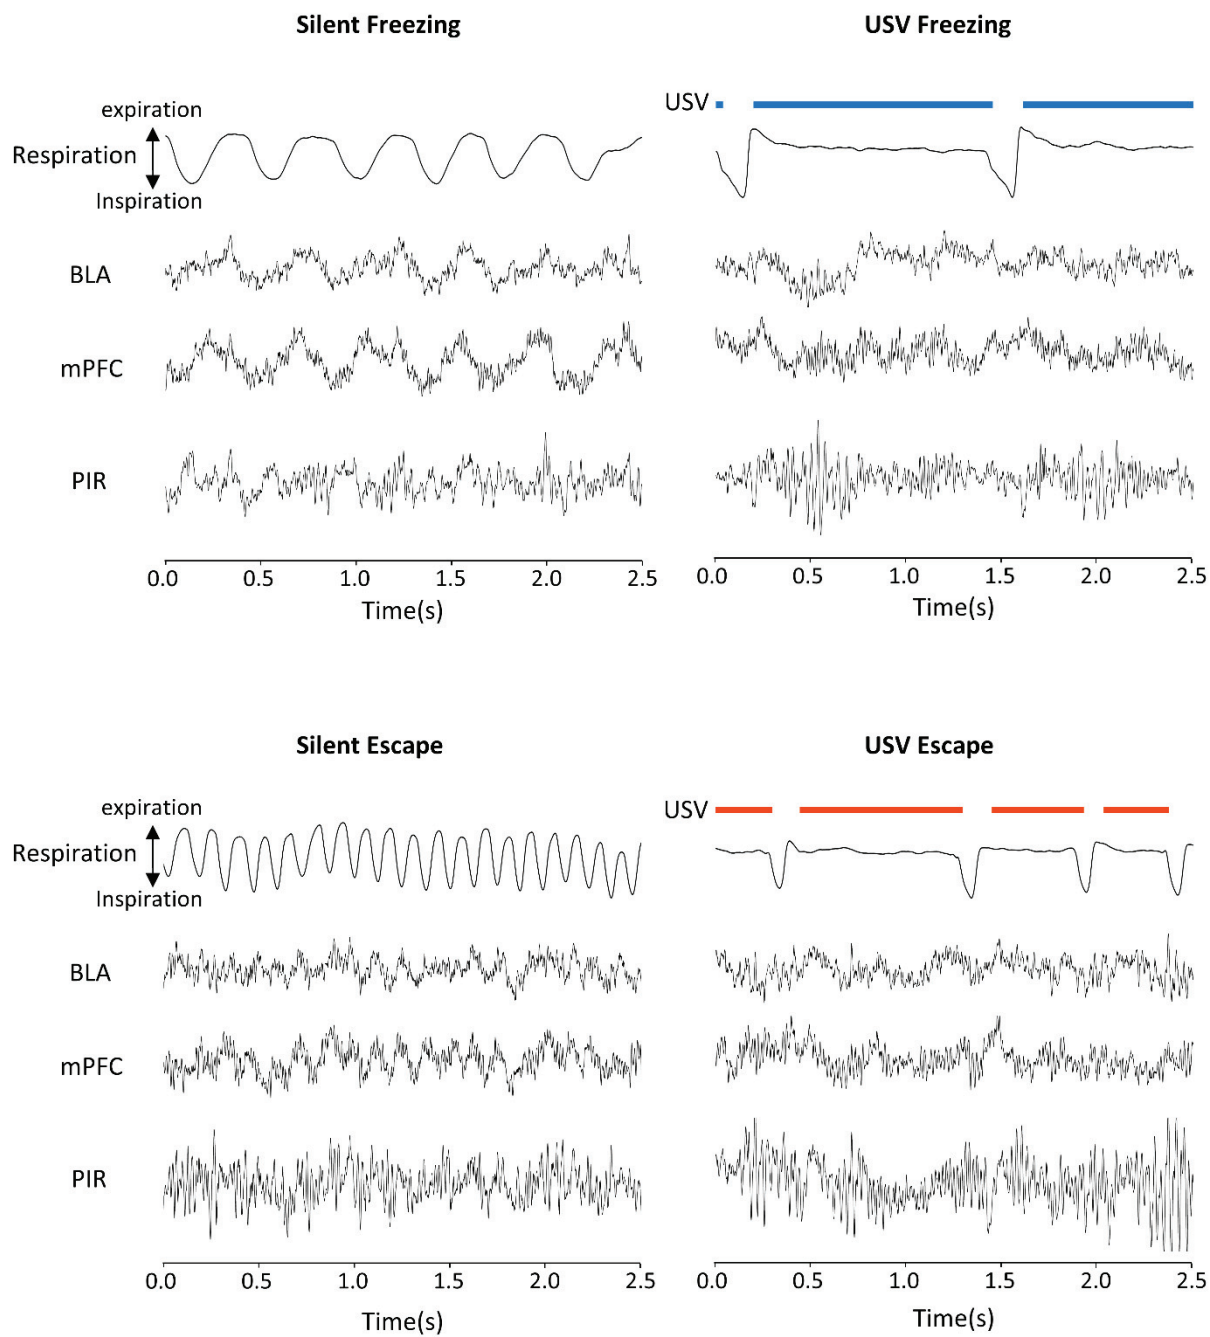 Silent Freezing
USV Freezing
USV
expiration
Respiration
Inspiration
BLA
mPFC
PIR
0.0 0.5 1.0 1.5 2.0 2.5
0.0 0.5 1.0 1.5 2.0 2.5
Time(s)
Time(s)
Silent Escape
USV Escape
USV
expiration
Respiration
Inspiration
BLA
mPFC
PIR
0.0 0.5 1.0 1.5 2.0 2.5
0.0 0.5 1.0 1.5 2.0 2.5
Time(s)
Time(s)